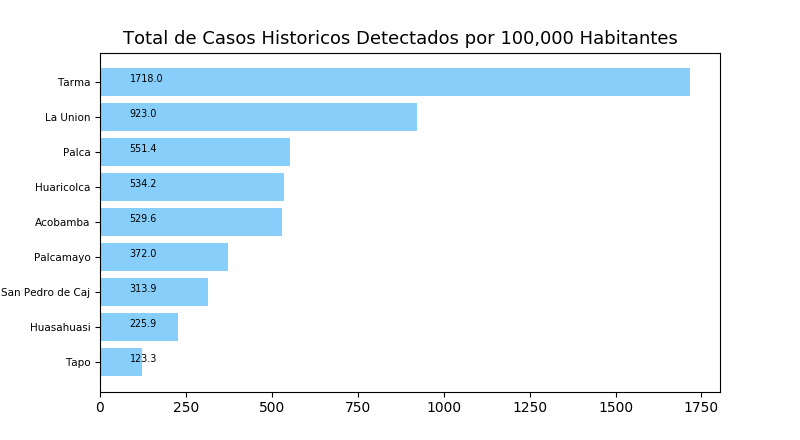 Total de Casos Historicos Detectados por 100,000 Habitantes
Tarma 1718.0
La Union 923.0
Palca 551.4
Huaricolca 534.2
Acobamba 529.6
Palcamayo 372.0
San Pedro de Caj 313.9
Huasahuasi 225.9
Tapo 123.3
0 250 500 750 1000 1250 1500 1750